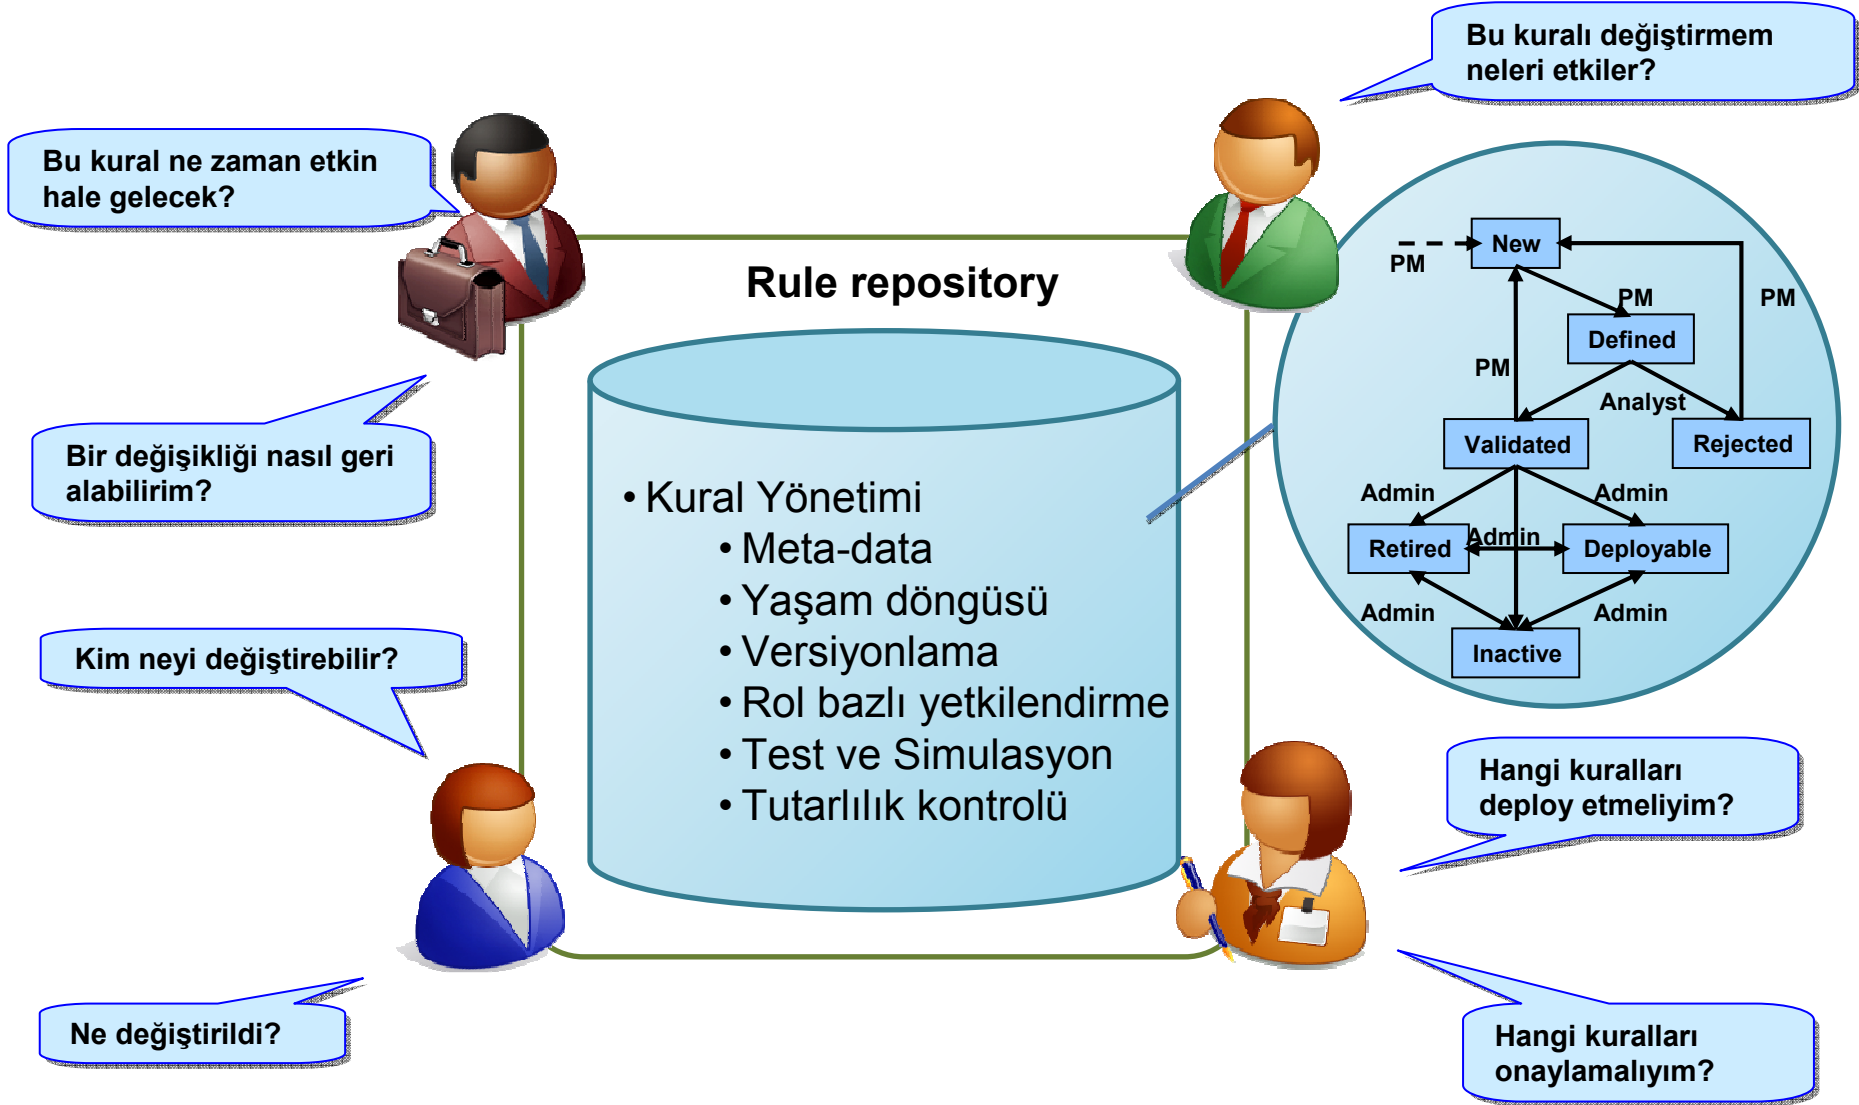 Bu kuralı değiştirmem
neleri etkiler?
Bu kural ne zaman etkin
hale gelecek?
Rule repository
Bir değişikliği nasıl geri
alabilirim?
• Kural Yönetimi
• Meta-data
• Yaşam döngüsü
• Versiyonlama
• Rol bazlı yetkilendirme
• Test ve Simulasyon
• Tutarlılık kontrolü
New
PM
PM
PM
Defined
PM
Analyst
Validated
Rejected
Admin
Admin
Admin
Retired
Deployable
Admin
Admin
Inactive
Kim neyi değiştirebilir?
Hangi kuralları
deploy etmeliyim?
Ne değiştirildi?
Hangi kuralları
onaylamalıyım?